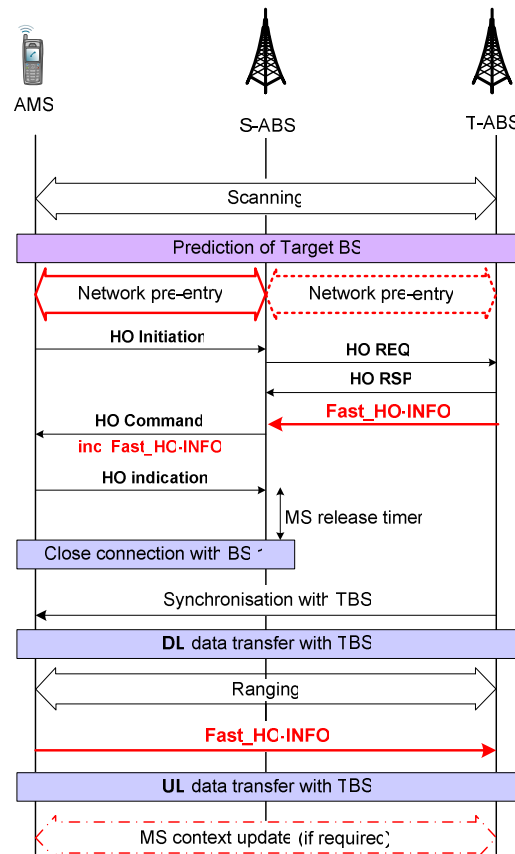 AMS
S-ABS
T-ABS
Scanning
Prediction of Target BS
Network pre-entry
Network pre-entry
HO Initiation
HO REQ
HO RSP
Fast_HO-INFO
HO Command
inc Fast_HO-INFO
HO indication
MS release timer
Close connection with BS
Synchronisation with TBS
DL data transfer with TBS
Ranging
Fast_HO-INFO
UL data transfer with TBS
MS context update (if required)